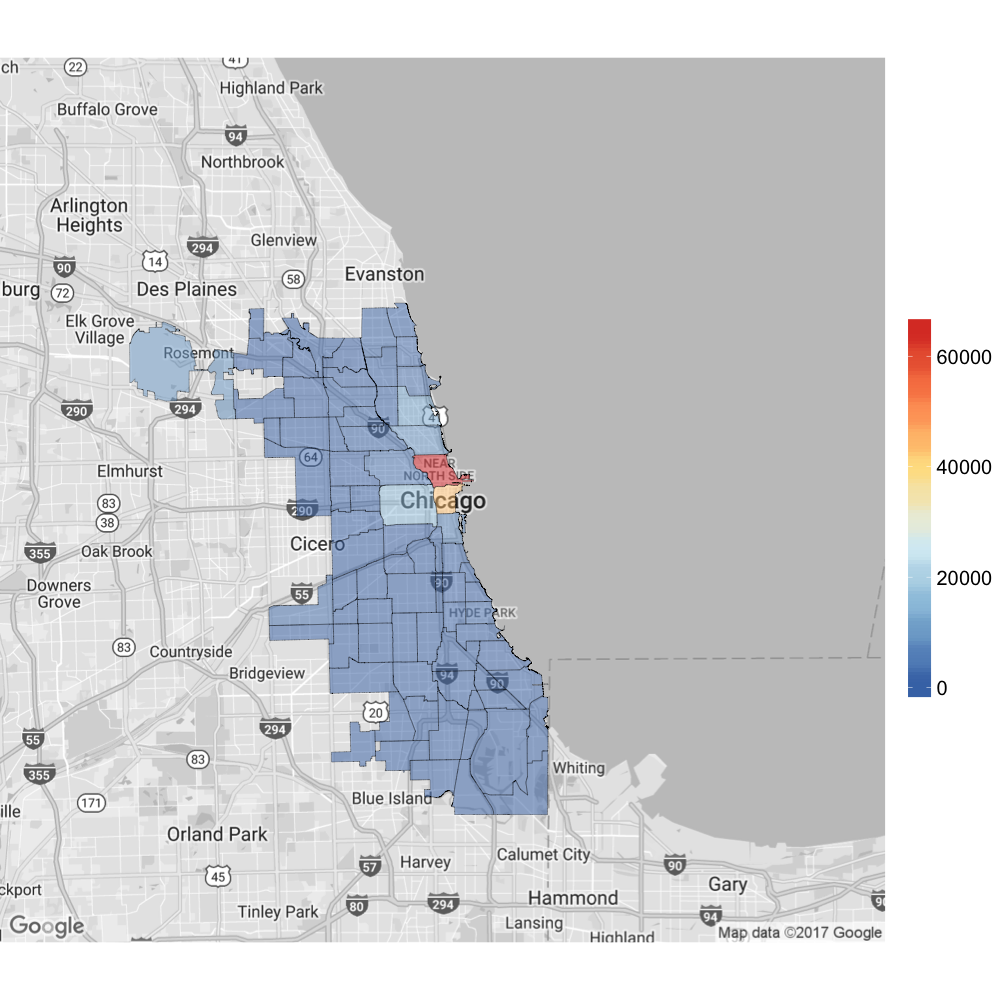 ch
22
41
Highland Park
Buffalo Grove
94
Northbrook
Arlington
Heights
294
Glenview
14
90
58
Evanston
burg
72
Des Plaines
Elk Grove
Village
Rosemont
290
294
90
41
64
NEAR
NORTH SIDE
Elmhurst
Chicago
83
290
38
355
Oak Brook
Cicero
Downers
Grove
55
90
HYDE PARK
83
Countryside
Bridgeview
94
90
20
294
55
83
355
Whiting
171
Blue Island
ille
Orland Park
57
Harvey
Calumet City
90
45
ckport
Gary
Tinley Park
80
294
Hammond
90
94
Lansing
Highland
Google
Map data ©2017 Google
60000
40000
20000
0